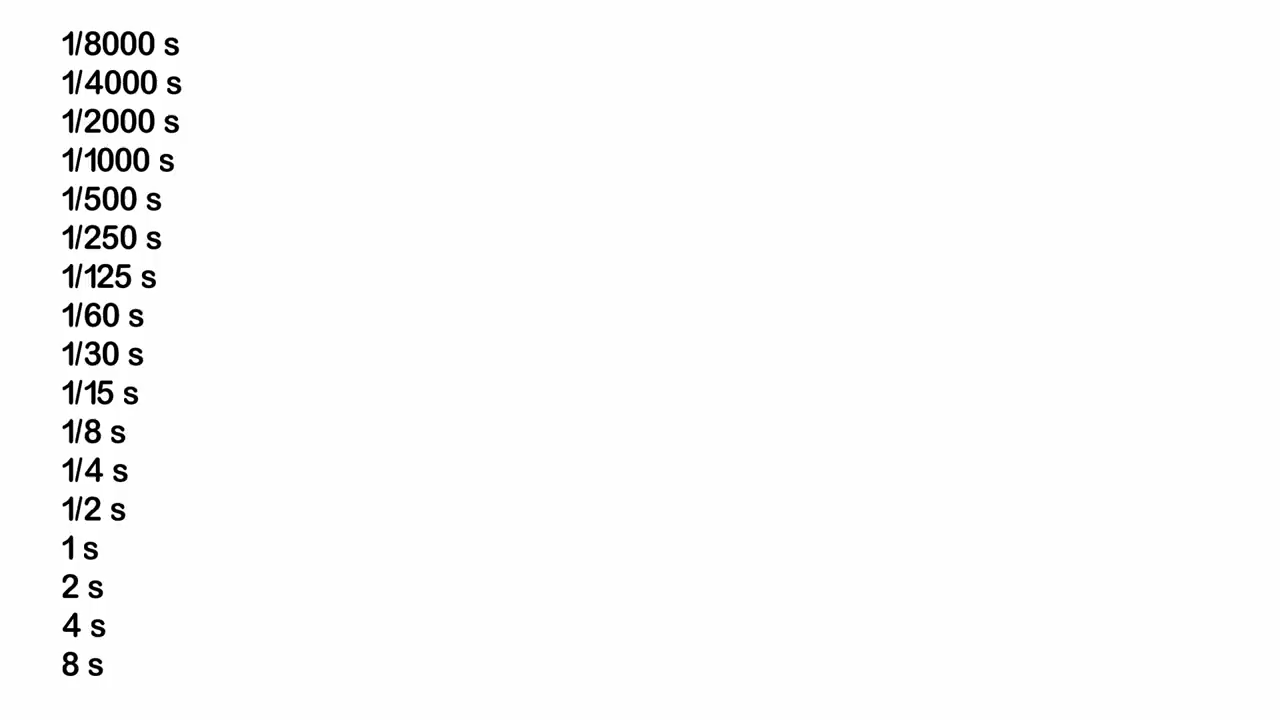 1/8000 s
1/4000 s
1/2000 s
1/1000 s
1/500 s
1/250 s
1/125 s
1/60 s
1/30 s
1/15 s
1/8 s
1/4 s
1/2 s
1 s
2 s
4 s
8 s